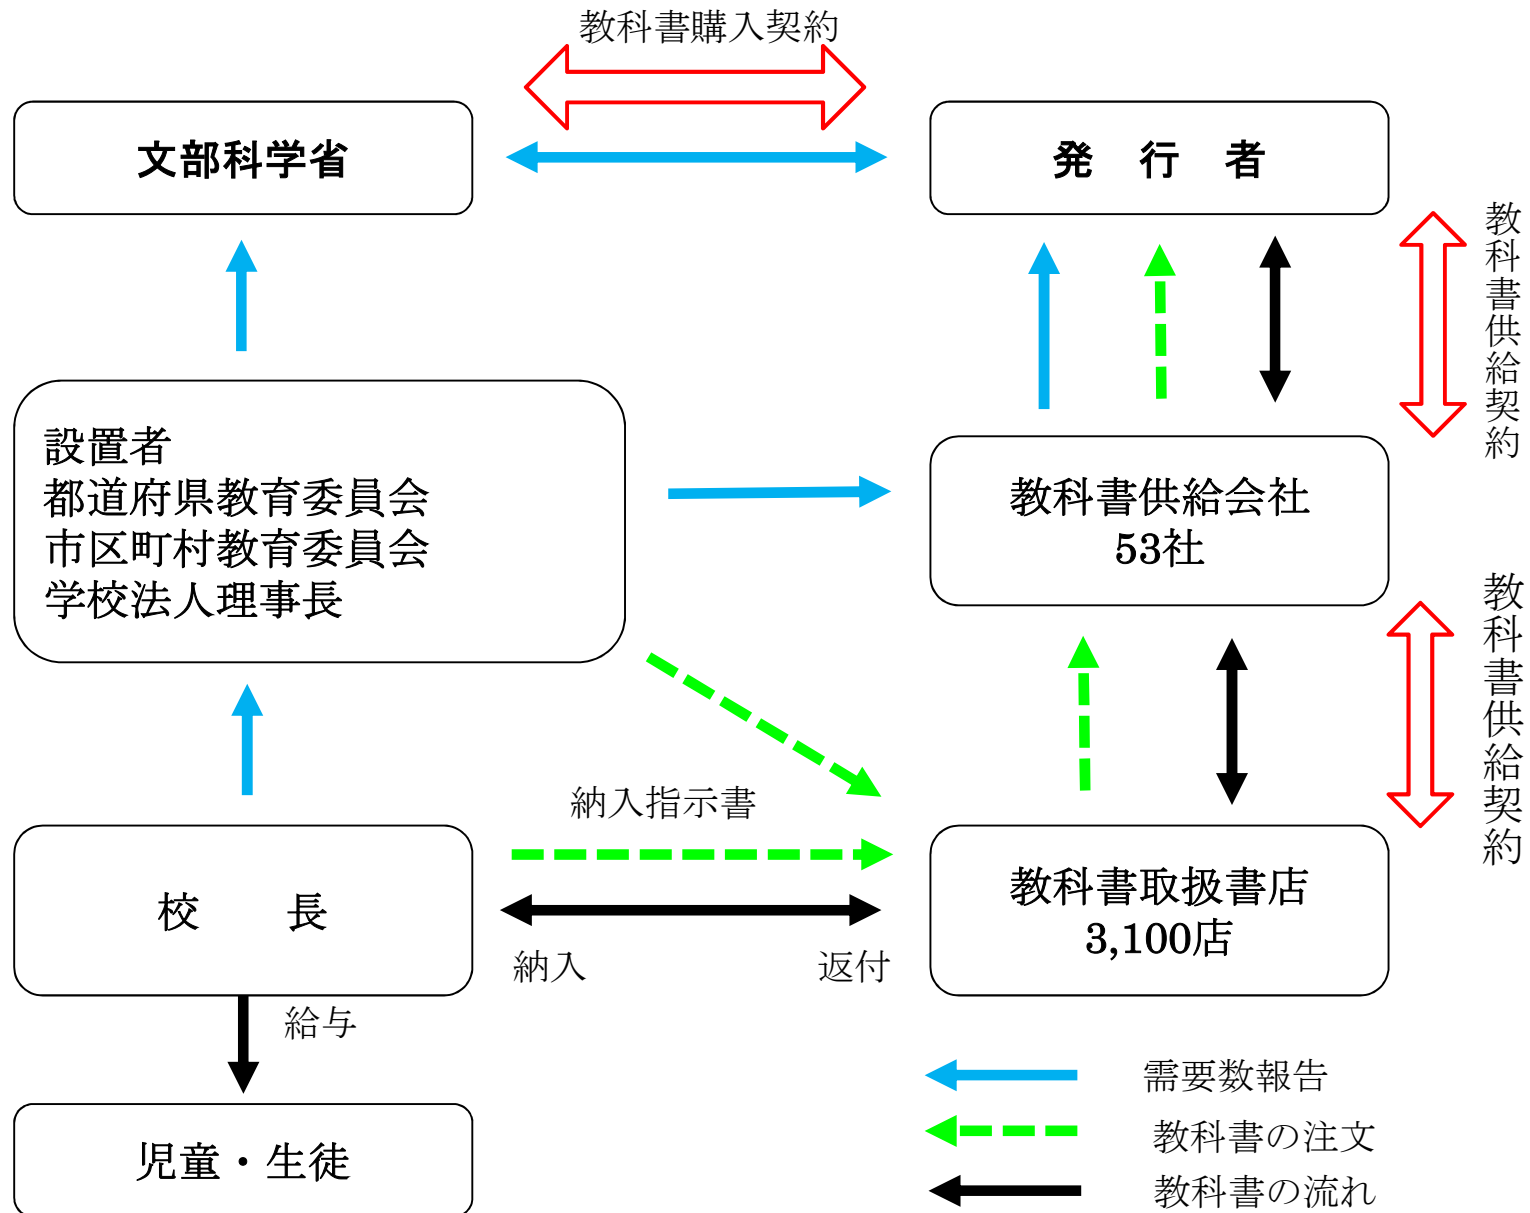 教科書購入契約
文部科学省
発 行 者
教科書供給契約
設置者
都道府県教育委員会
市区町村教育委員会
学校法人理事長
教科書供給会社
53社
教科書供給契約
納入指示書
校 長
教科書取扱書店
3,100店
納入
返付
給与
児童・生徒
需要数報告
教科書の注文
教科書の流れ